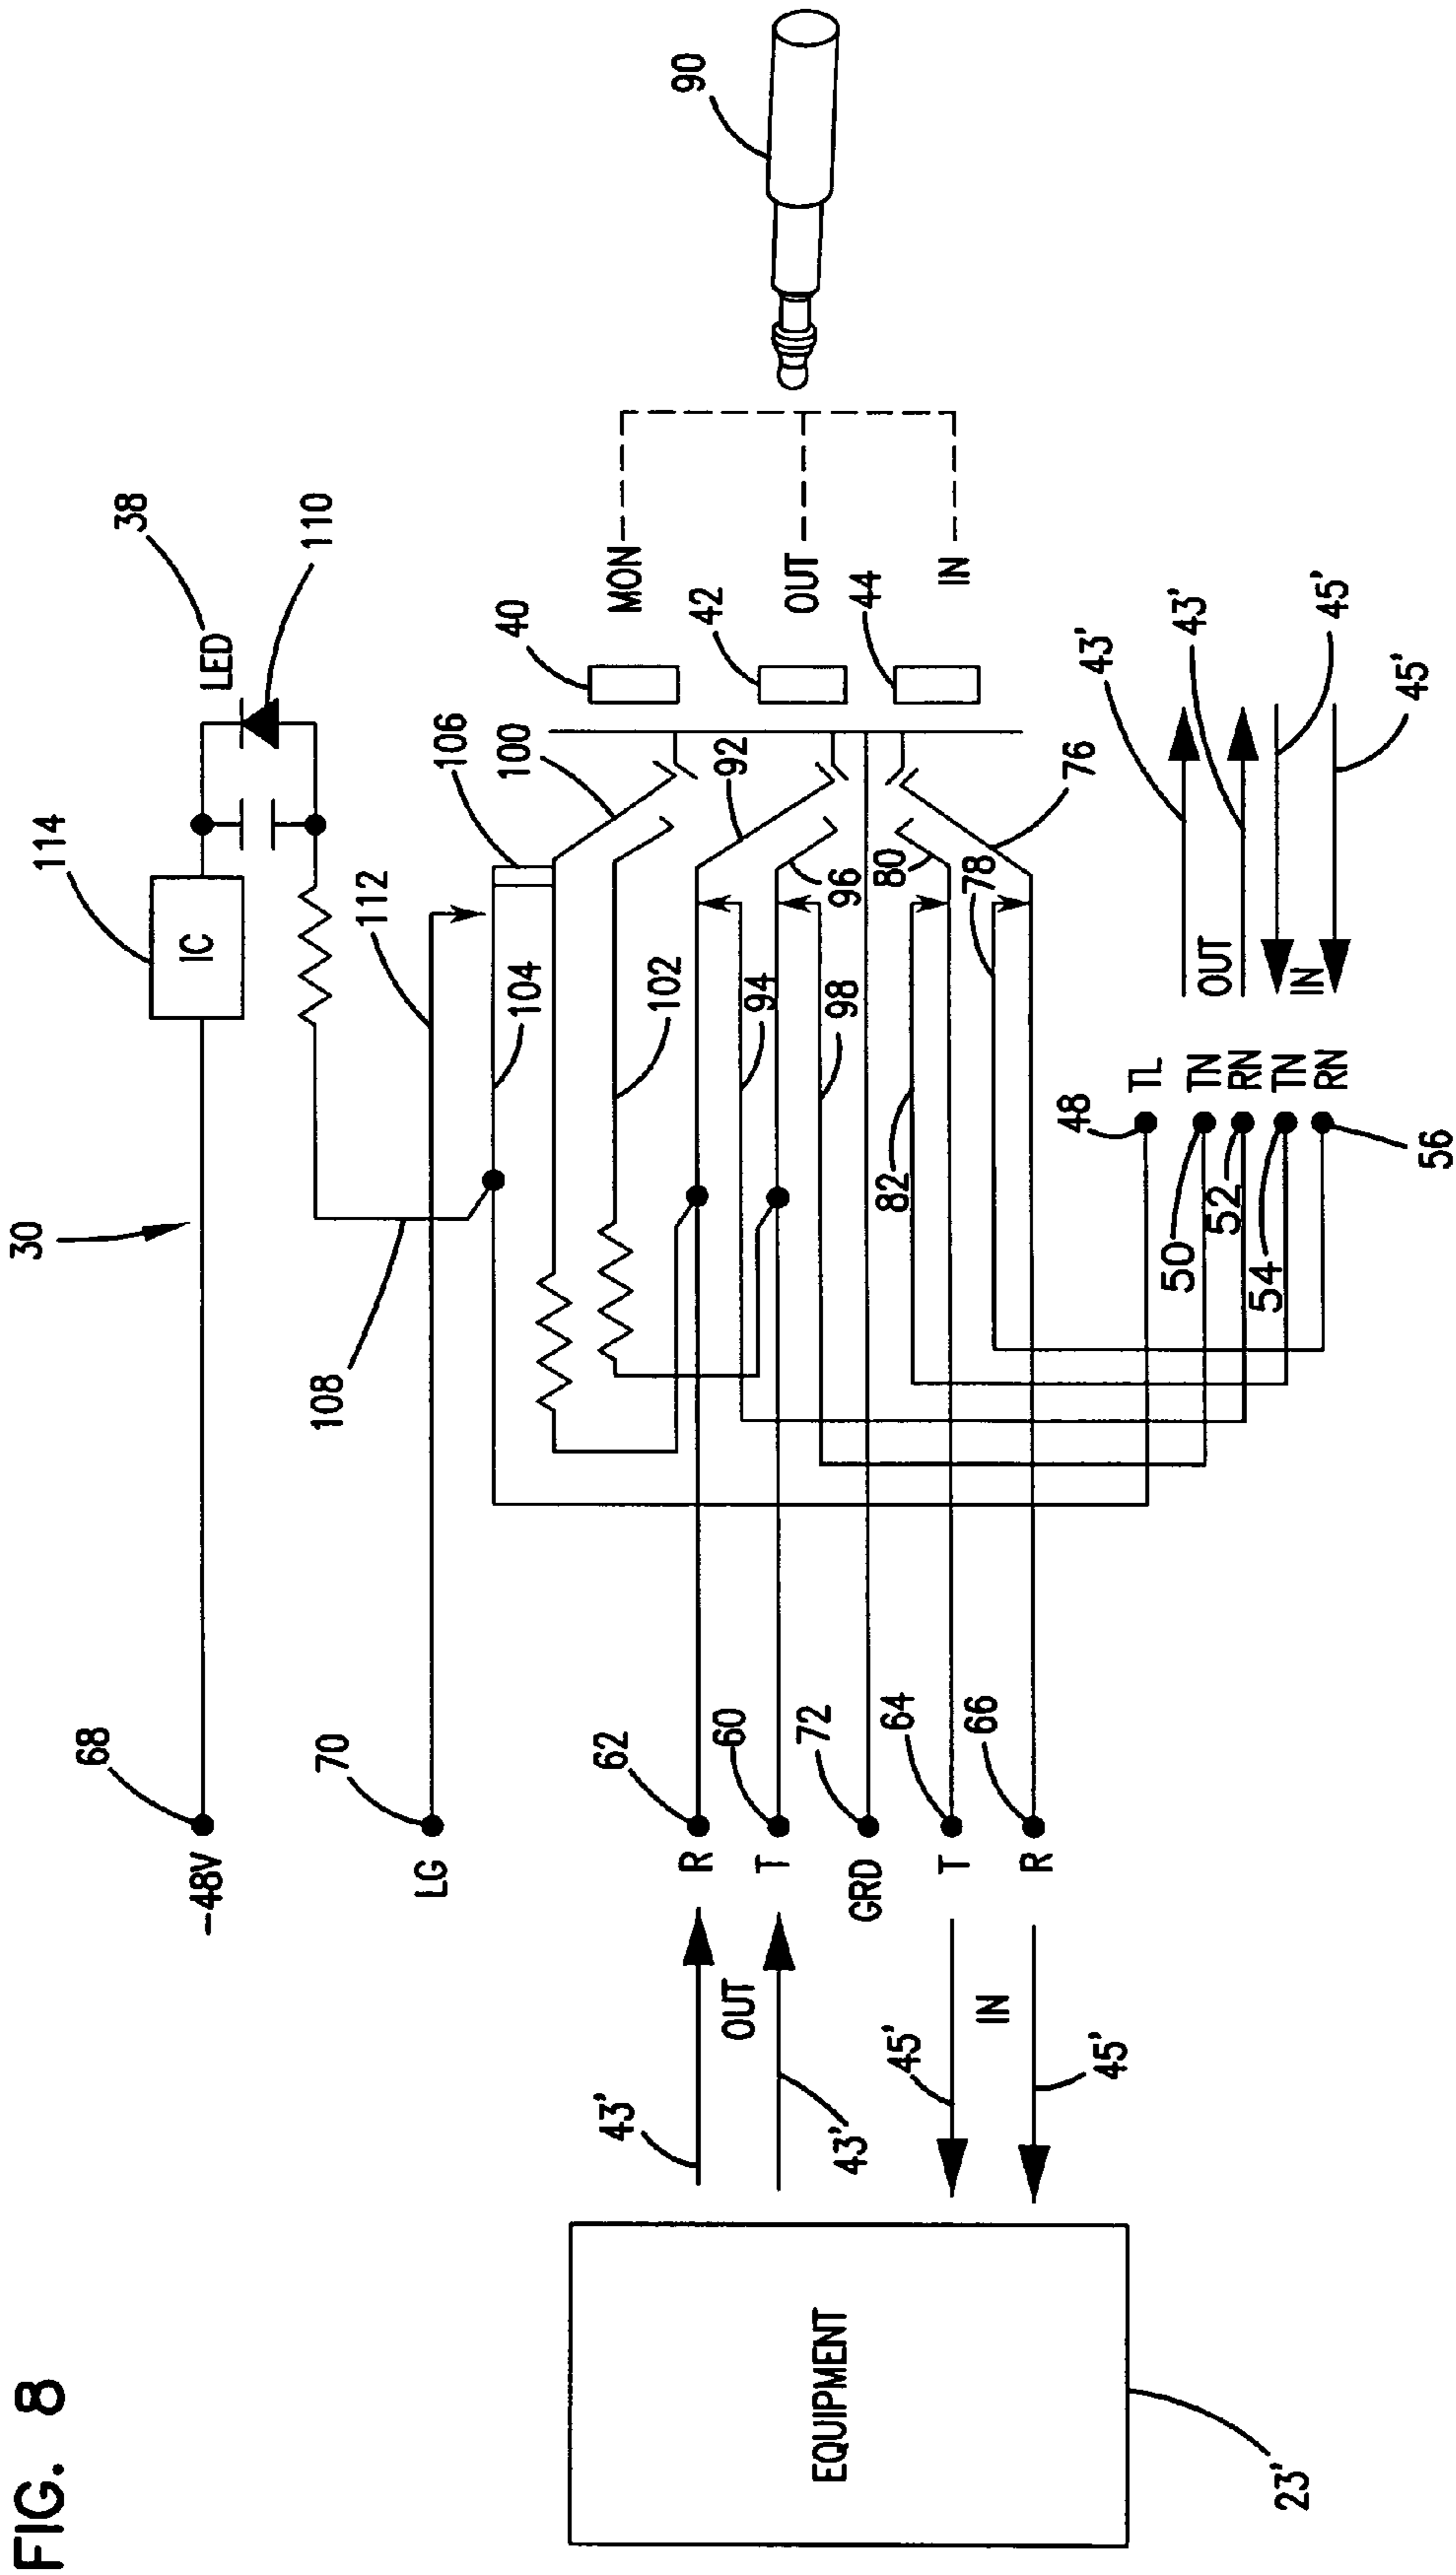 FIG. 8
30
68
-48V
114
IC
LED
38
110
70
LG
108
112
104
106
100
102
40
MON
90
62
R
43'
OUT
60
T
43'
92
94
96
98
42
OUT
72
GRD
64
T
45'
IN
66
R
45'
80
82
78
76
44
IN
EQUIPMENT
23'
48
TL
50
TN
52
RN
54
TN
56
RN
OUT
43'
43'
IN
45'
45'